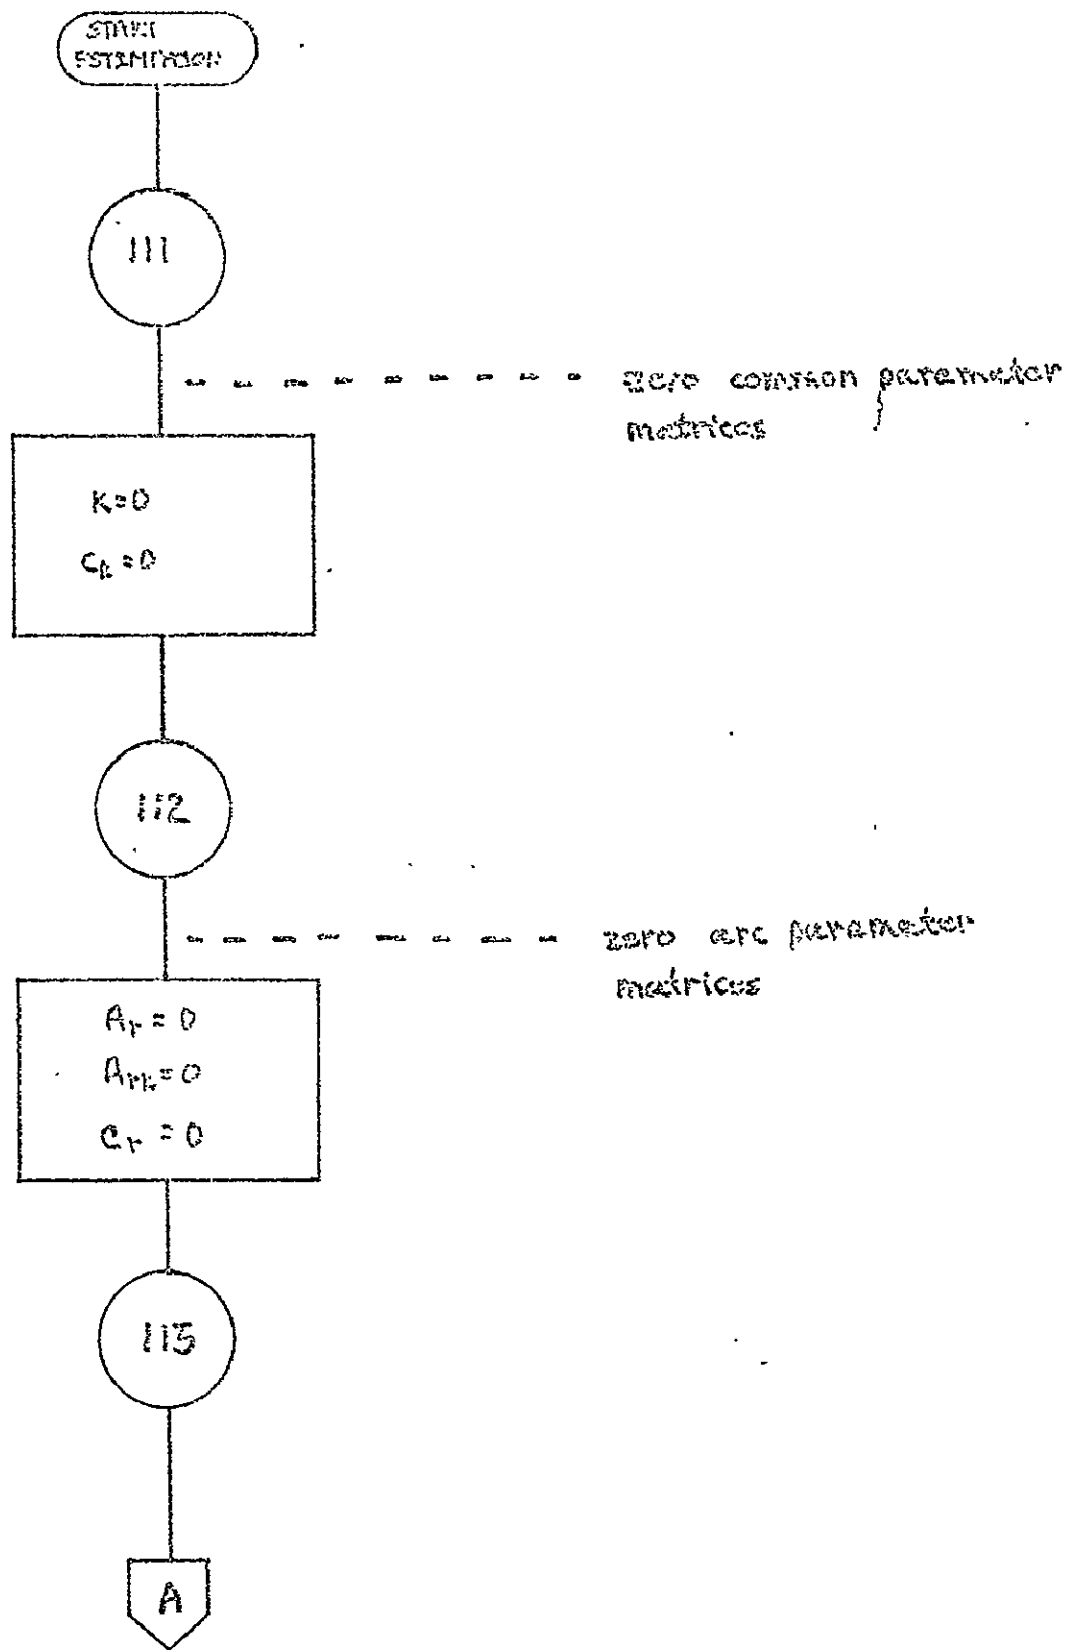 START
ESTIMATION
111
zero common parameter
matrices
K=0
Ck=0
112
zero arc parameter
matrices
Ar=0
Ark=0
Cr=0
113
A